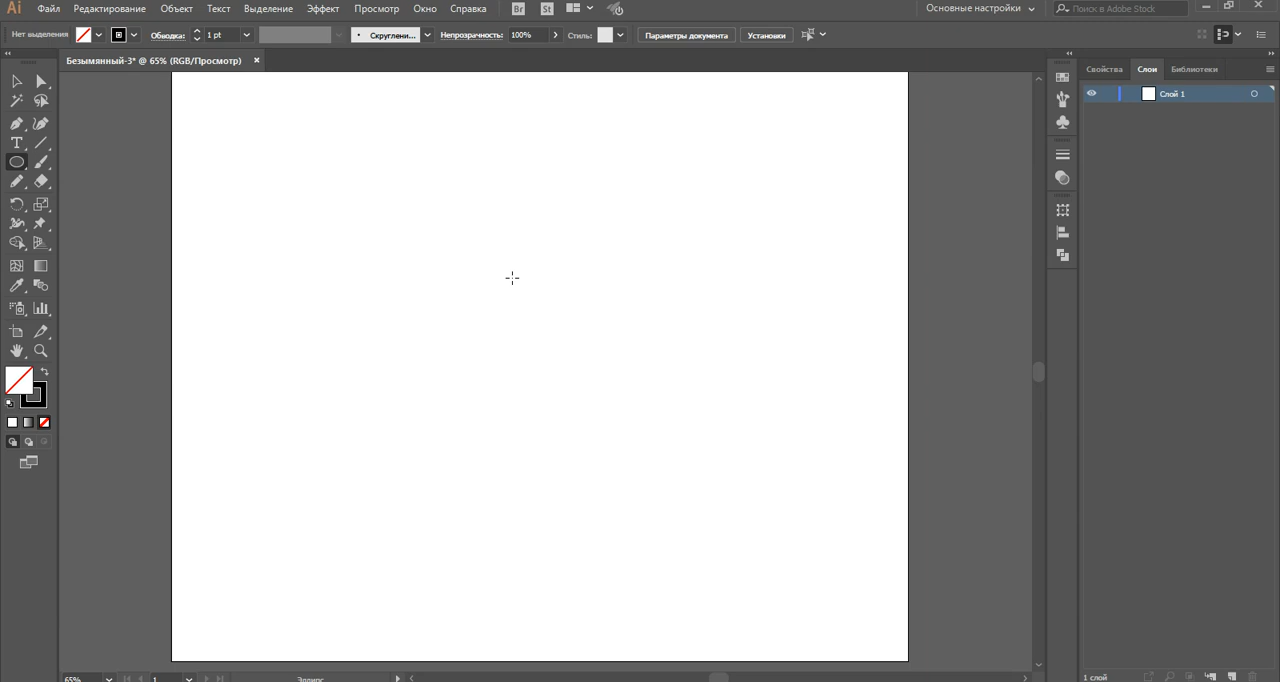 Ai Файл Редактирование Объект Текст Выделение Эффект Просмотр Окно Справка Br St Основные настройки Поиск в Adobe Stock
Нет выделения Обводка: 1 pt Скруглени... Непрозрачность: 100% Стиль: Параметры документа Установки
Безымянный-3* @ 65% (RGB/Просмотр)
Свойства Слои Библиотеки
Слой 1
T
65% 1 Эллипс 1 слой